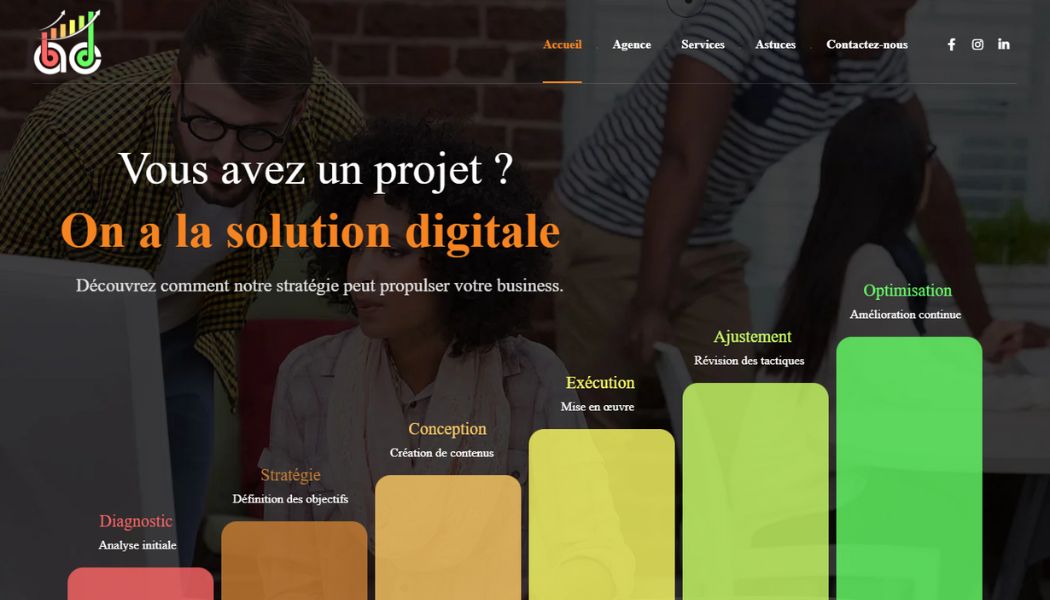 bd
Accueil
Agence
Services
Astuces
Contactez-nous
Vous avez un projet ?
On a la solution digitale
Découvrez comment notre stratégie peut propulser votre business.
Optimisation
Amélioration continue
Ajustement
Révision des tactiques
Exécution
Mise en œuvre
Conception
Création de contenus
Stratégie
Définition des objectifs
Diagnostic
Analyse initiale